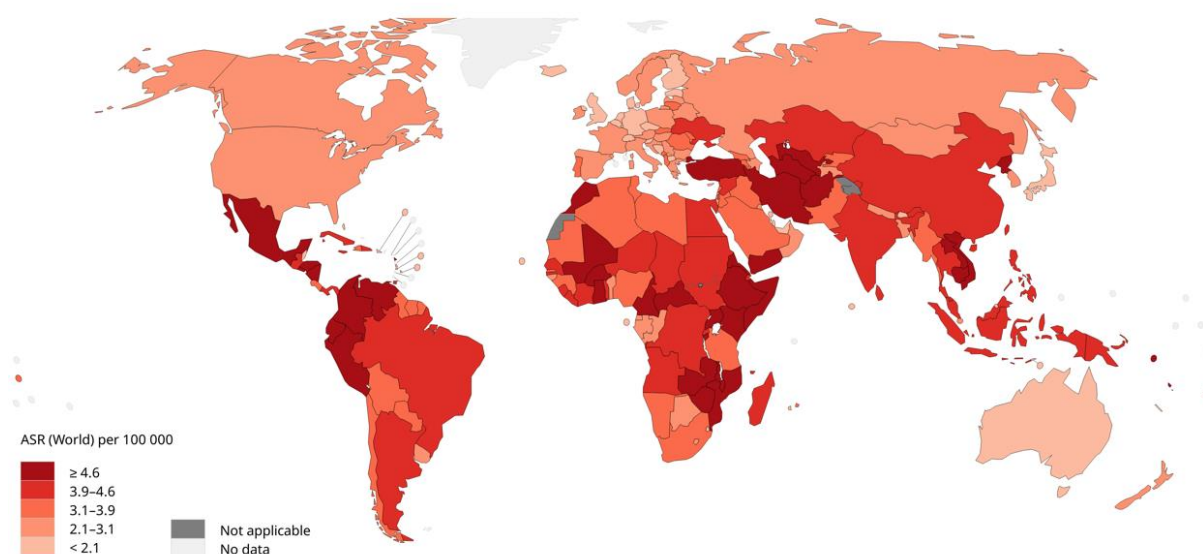 ASR (World) per 100 000
≥ 4.6
3.9–4.6
3.1–3.9
2.1–3.1
< 2.1
Not applicable
No data